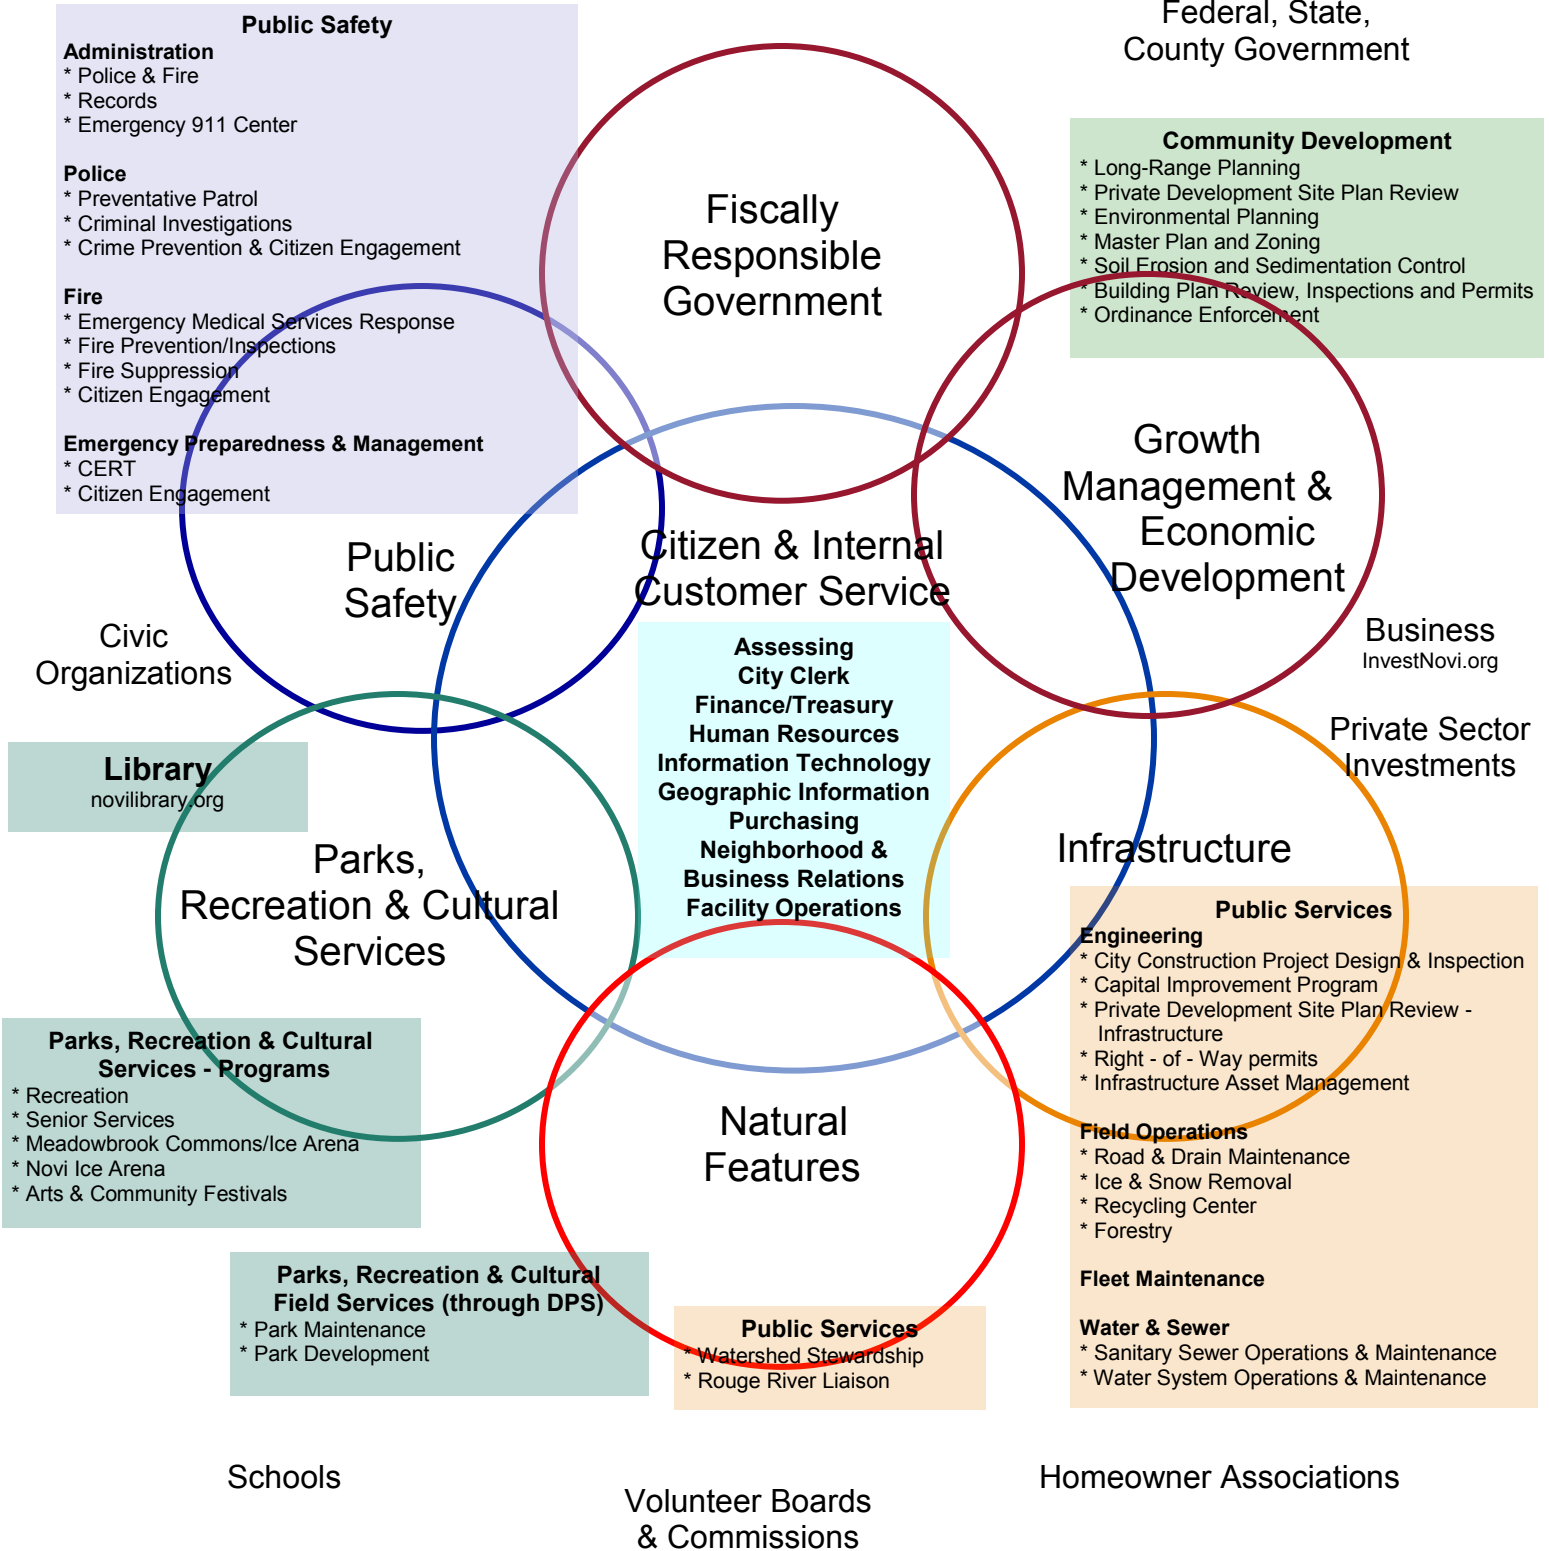 Public Safety
Administration
* Police & Fire
* Records
* Emergency 911 Center
Police
* Preventative Patrol
* Criminal Investigations
* Crime Prevention & Citizen Engagement
Fire
* Emergency Medical Services Response
* Fire Prevention/Inspections
* Fire Suppression
* Citizen Engagement
Emergency Preparedness & Management
* CERT
* Citizen Engagement
Federal, State,
County Government
Community Development
* Long-Range Planning
* Private Development Site Plan Review
* Environmental Planning
* Master Plan and Zoning
* Soil Erosion and Sedimentation Control
* Building Plan Review, Inspections and Permits
* Ordinance Enforcement
Fiscally
Responsible
Government
Growth
Management &
Economic
Development
Public
Safety
Citizen & Internal
Customer Service
Assessing
City Clerk
Finance/Treasury
Human Resources
Information Technology
Geographic Information
Purchasing
Neighborhood &
Business Relations
Facility Operations
Civic
Organizations
Business
InvestNovi.org
Private Sector
Investments
Library
novilibrary.org
Parks,
Recreation & Cultural
Services
Infrastructure
Public Services
Engineering
* City Construction Project Design & Inspection
* Capital Improvement Program
* Private Development Site Plan Review -
Infrastructure
* Right - of - Way permits
* Infrastructure Asset Management
Field Operations
* Road & Drain Maintenance
* Ice & Snow Removal
* Recycling Center
* Forestry
Fleet Maintenance
Water & Sewer
* Sanitary Sewer Operations & Maintenance
* Water System Operations & Maintenance
Parks, Recreation & Cultural
Services - Programs
* Recreation
* Senior Services
* Meadowbrook Commons/Ice Arena
* Novi Ice Arena
* Arts & Community Festivals
Natural
Features
Parks, Recreation & Cultural
Field Services (through DPS)
* Park Maintenance
* Park Development
Public Services
* Watershed Stewardship
* Rouge River Liaison
Schools
Volunteer Boards
& Commissions
Homeowner Associations